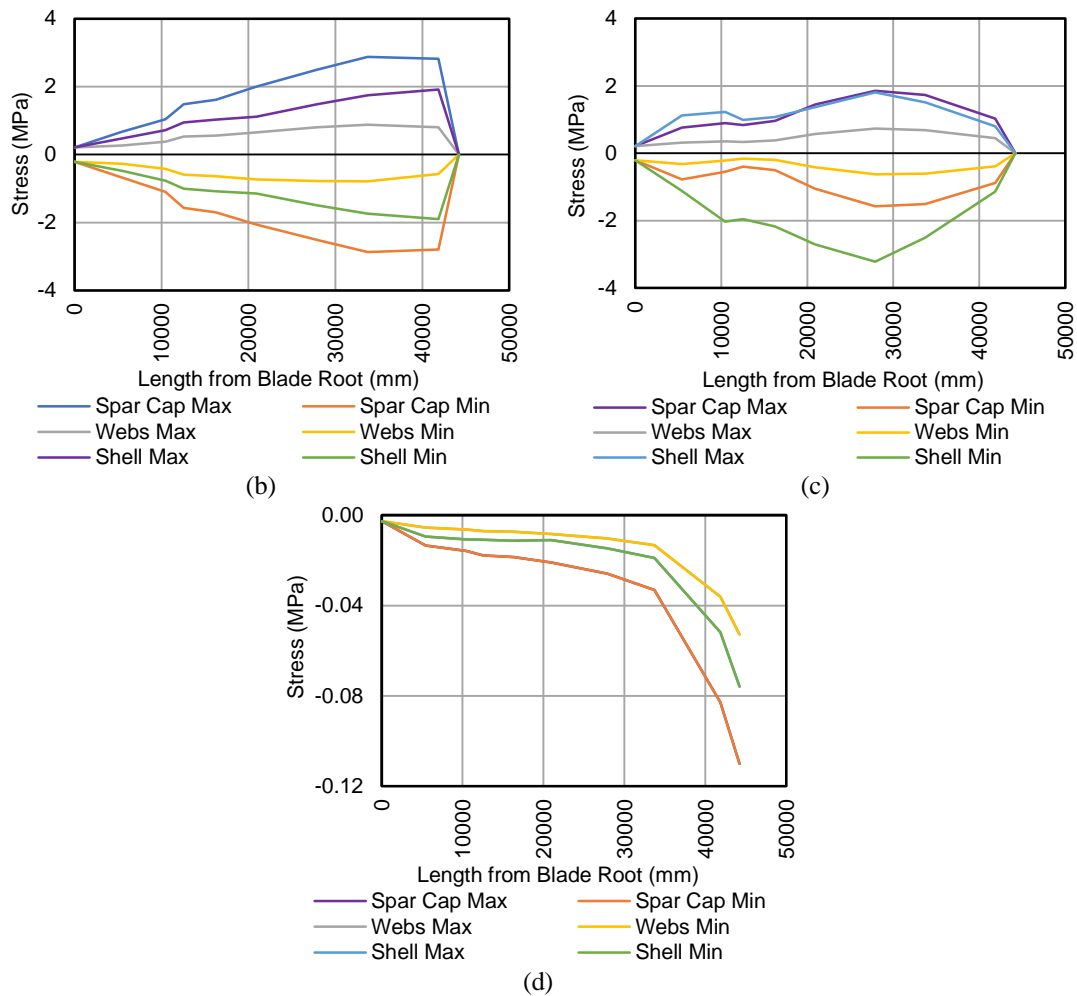 4
2
0
-2
-4
Stress (MPa)
0
10000
20000
30000
40000
50000
Length from Blade Root (mm)
Spar Cap Max
Spar Cap Min
Webs Max
Webs Min
Shell Max
Shell Min
(b)
4
2
0
-2
-4
Stress (MPa)
0
10000
20000
30000
40000
50000
Length from Blade Root (mm)
Spar Cap Max
Spar Cap Min
Webs Max
Webs Min
Shell Max
Shell Min
(c)
0.00
-0.04
-0.08
-0.12
Stress (MPa)
0
10000
20000
30000
40000
50000
Length from Blade Root (mm)
Spar Cap Max
Spar Cap Min
Webs Max
Webs Min
Shell Max
Shell Min
(d)